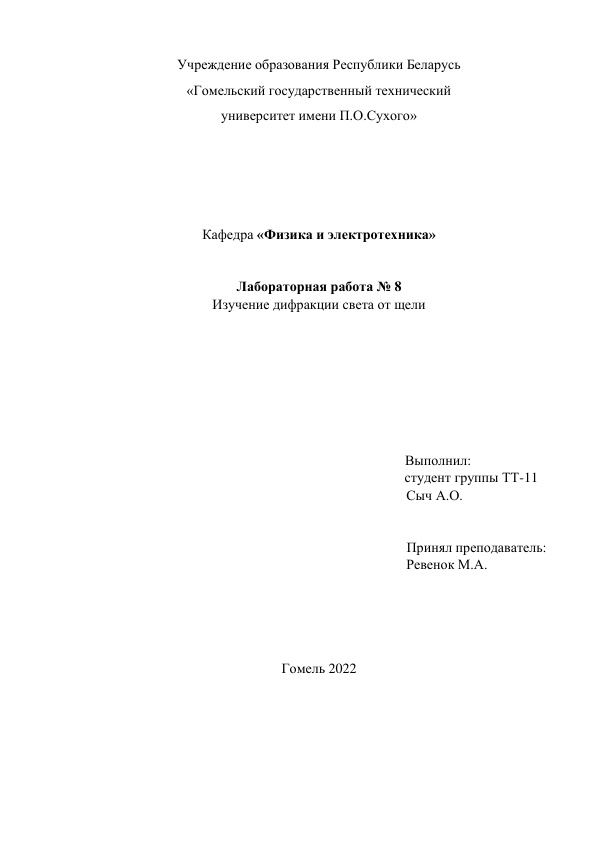 Учреждение образования Республики Беларусь
«Гомельский государственный технический
университет имени П.О.Сухого»
Кафедра «Физика и электротехника»
Лабораторная работа № 8
Изучение дифракции света от щели
Выполнил:
студент группы ТТ-11
Сыч А.О.
Принял преподаватель:
Ревенок М.А.
Гомель 2022